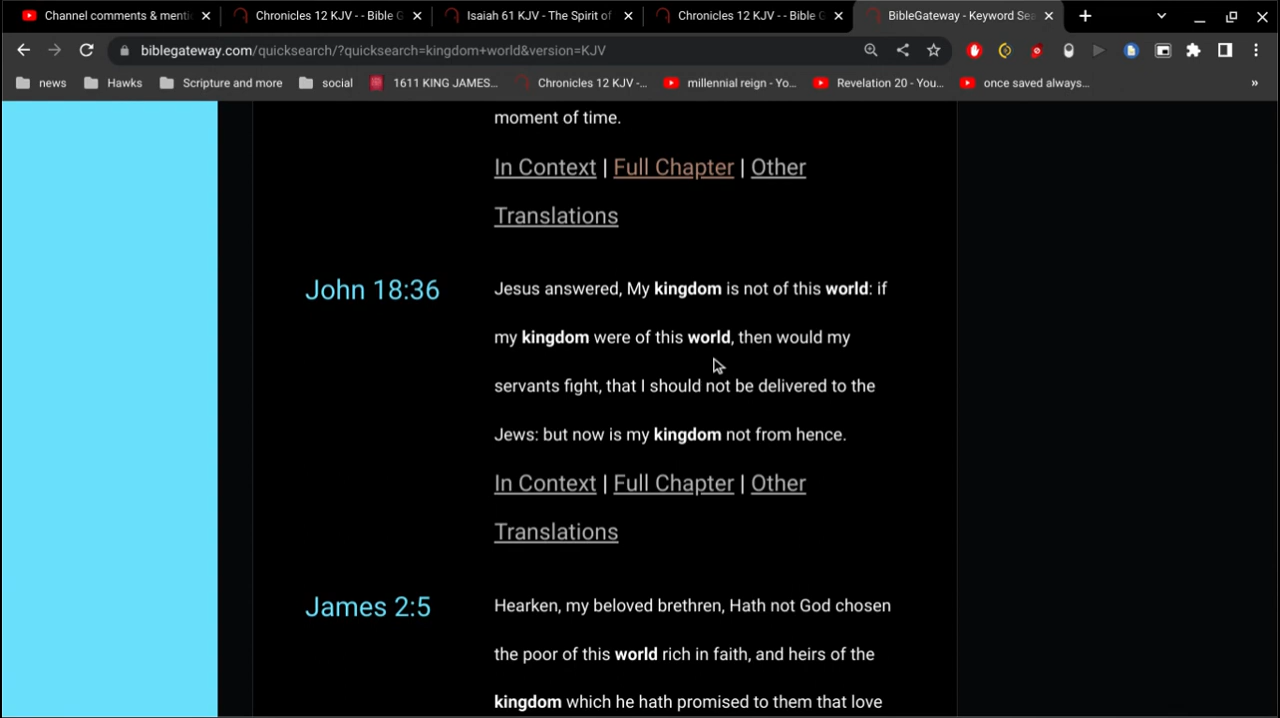 Channel comments & menti
Chronicles 12 KJV - - Bible G
Isaiah 61 KJV - The Spirit of
Chronicles 12 KJV - - Bible G
BibleGateway - Keyword Sea
biblegateway.com/quicksearch/?quicksearch=kingdom+world&version=KJV
news
Hawks
Scripture and more
social
1611 KING JAMES...
Chronicles 12 KJV -...
millennial reign - Yo...
Revelation 20 - You...
once saved always...
moment of time.
In Context | Full Chapter | Other
Translations
John 18:36
Jesus answered, My kingdom is not of this world: if
my kingdom were of this world, then would my
servants fight, that I should not be delivered to the
Jews: but now is my kingdom not from hence.
In Context | Full Chapter | Other
Translations
James 2:5
Hearken, my beloved brethren, Hath not God chosen
the poor of this world rich in faith, and heirs of the
kingdom which he hath promised to them that love